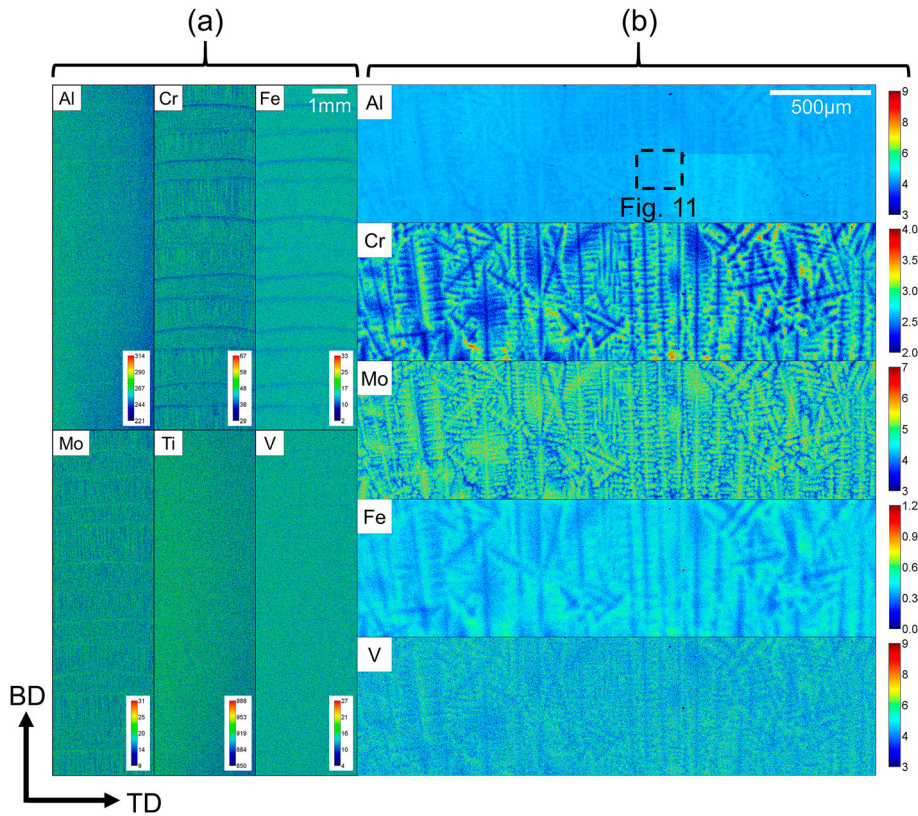 (a) (b)
Al Cr Fe 1mm
314 67 33
290 58 26
267 48 18
244 38 10
221 29 2
Mo Ti V
31 988 27
25 953 21
20 919 16
14 884 10
9 850 4
BD
TD
Al 500μm
Fig. 11
9
8
6
5
3
Cr
4.0
3.5
3.0
2.5
2.0
Mo
7
6
5
4
3
Fe
1.2
0.9
0.6
0.3
0.0
V
9
8
6
4
3